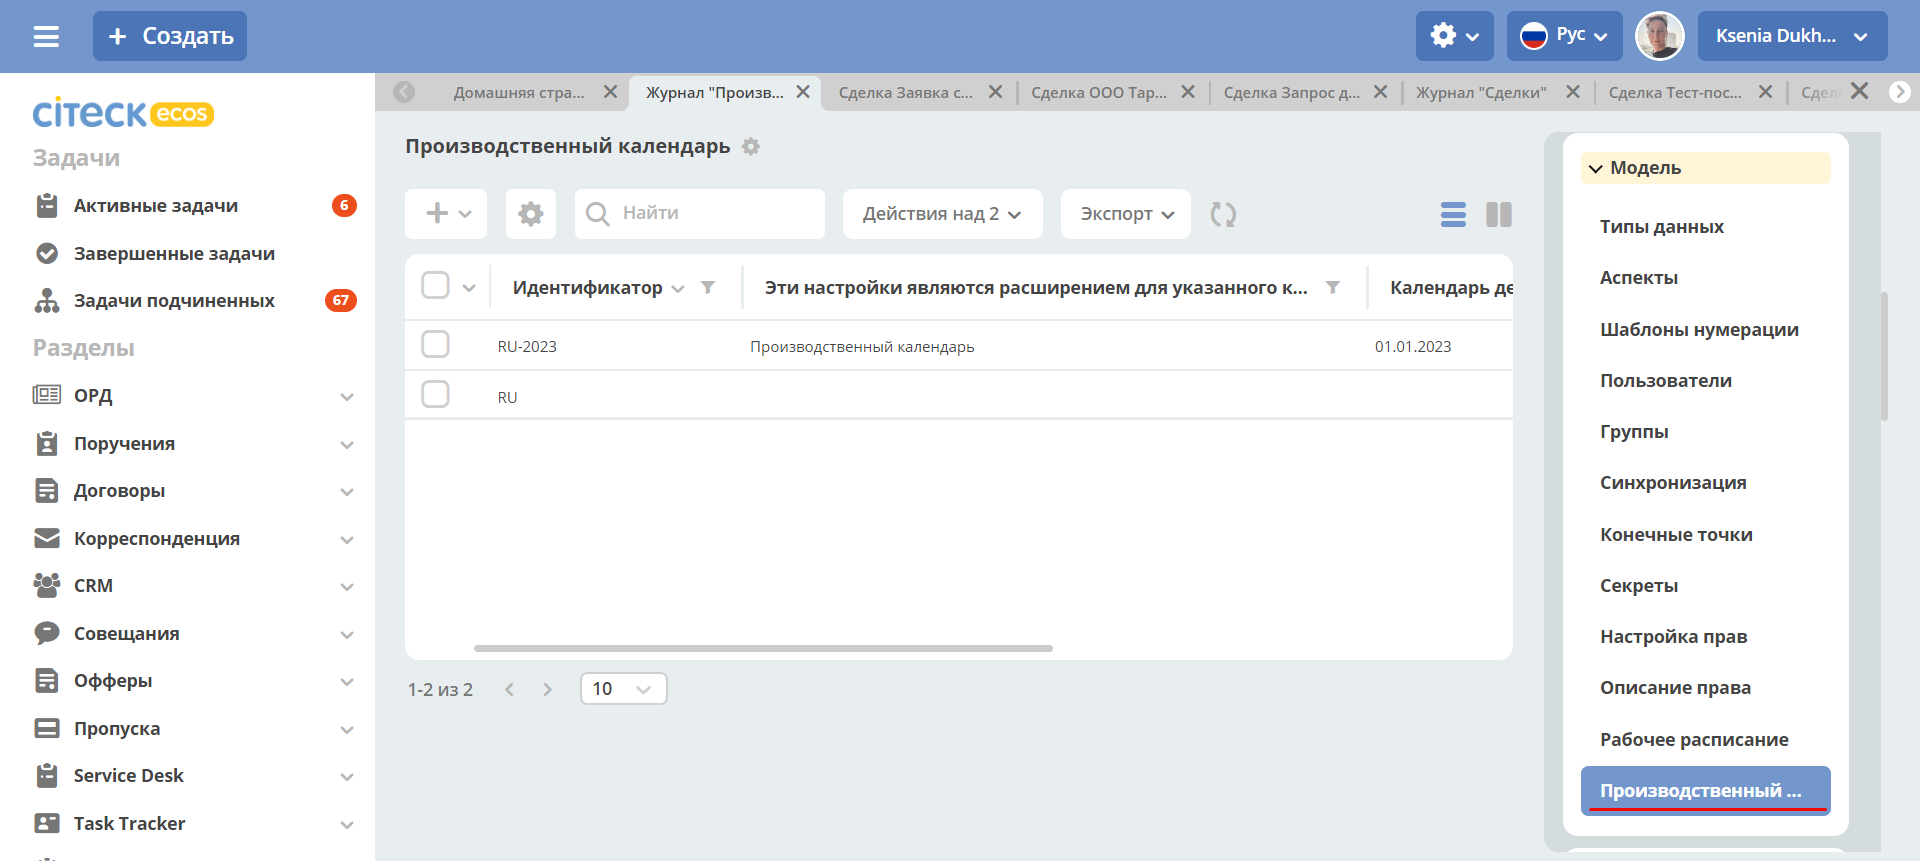 Создать
Рус
Ksenia Dukh...
citeck ecos
Домашняя стра...
Журнал "Произв...
Сделка Заявка с...
Сделка ООО Тар...
Сделка Запрос д...
Журнал "Сделки"
Сделка Тест-пос...
Задачи
Активные задачи
6
Завершенные задачи
Задачи подчиненных
67
Разделы
ОРД
Поручения
Договоры
Корреспонденция
CRM
Совещания
Офферы
Пропуска
Service Desk
Task Tracker
Производственный календарь
Найти
Действия над 2
Экспорт
Идентификатор
Эти настройки являются расширением для указанного к...
Календарь де
RU-2023
Производственный календарь
01.01.2023
RU
1-2 из 2
10
Модель
Типы данных
Аспекты
Шаблоны нумерации
Пользователи
Группы
Синхронизация
Конечные точки
Секреты
Настройка прав
Описание права
Рабочее расписание
Производственный ...